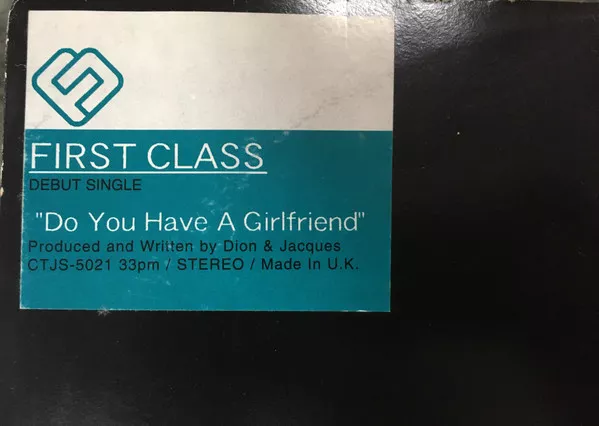 FIRST CLASS
DEBUT SINGLE
"Do You Have A Girlfriend"
Produced and Written by Dion & Jacques
CTJS-5021 33pm / STEREO / Made In U.K.